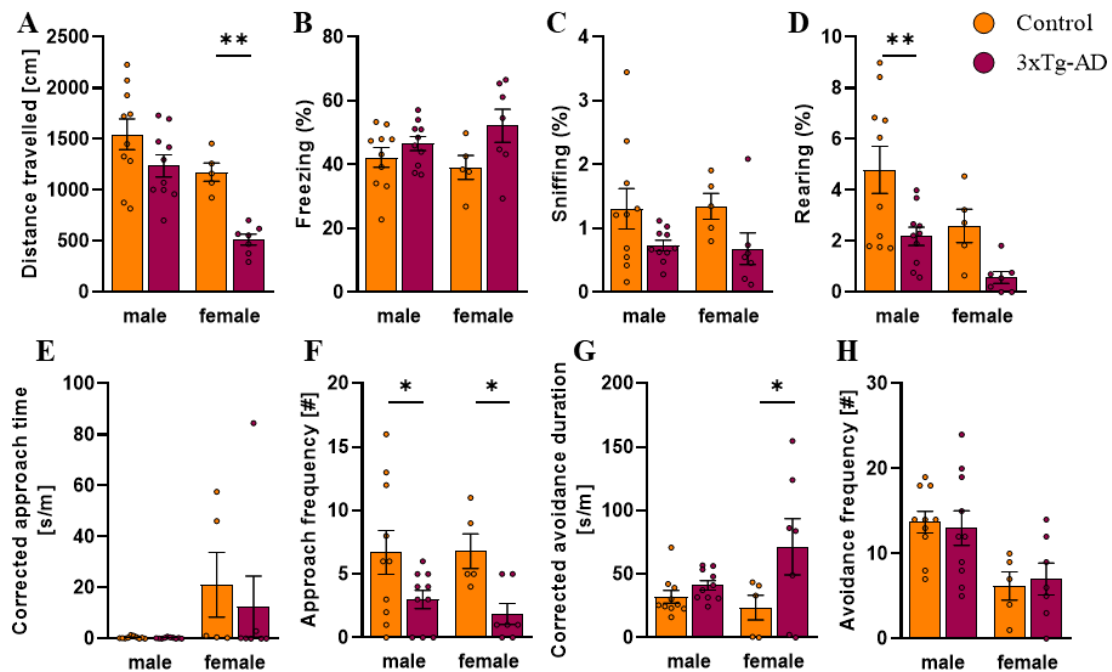 A
Distance travelled [cm]
2500
2000
1500
1000
500
0
**
male female
B
Freezing (%)
80
60
40
20
0
male female
C
Sniffing (%)
4
3
2
1
0
male female
D
Rearing (%)
10
8
6
4
2
0
**
male female
Control
3xTg-AD
E
Corrected approach time
[s/m]
100
80
60
40
20
0
male female
F
Approach frequency [#]
20
15
10
5
0
* *
male female
G
Corrected avoidance duration
[s/m]
200
150
100
50
0
*
male female
H
Avoidance frequency [#]
30
20
10
0
male female